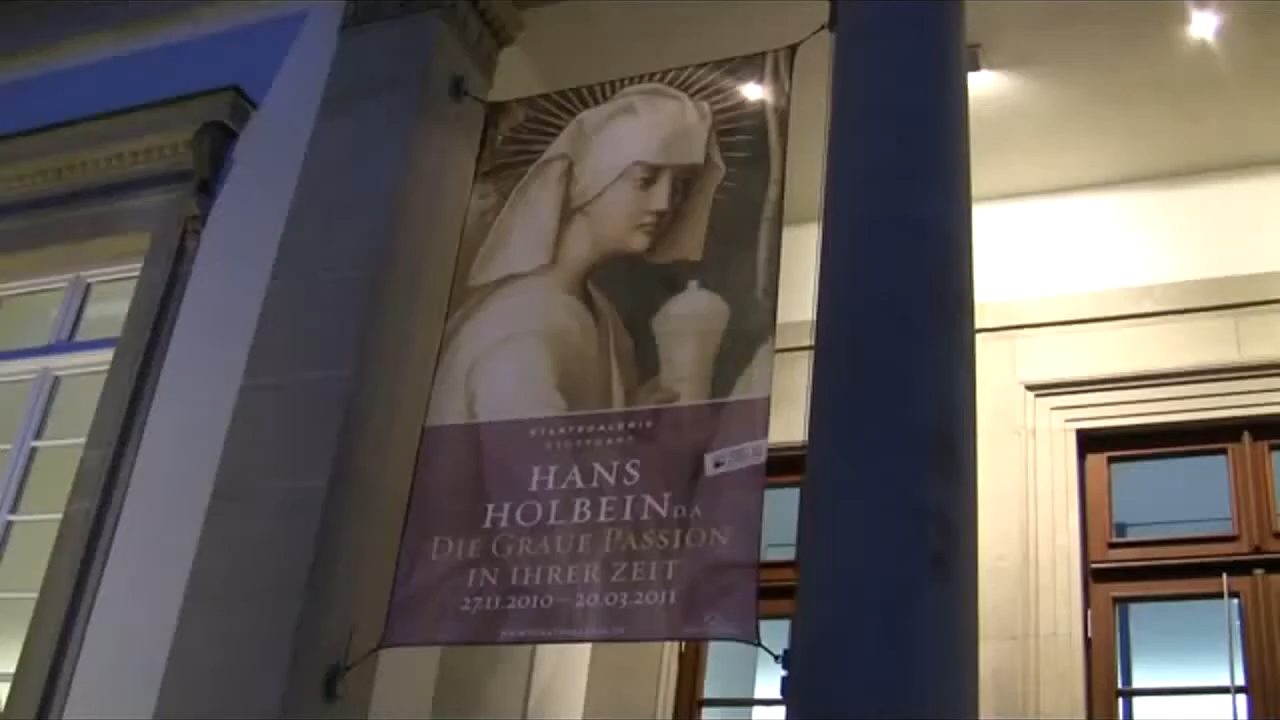 STAATSGALERIE
STUTTGART
HANS
HOLBEIN D.Ä
DIE GRAUE PASSION
IN IHRER ZEIT
27.11.2010 – 20.03.2011